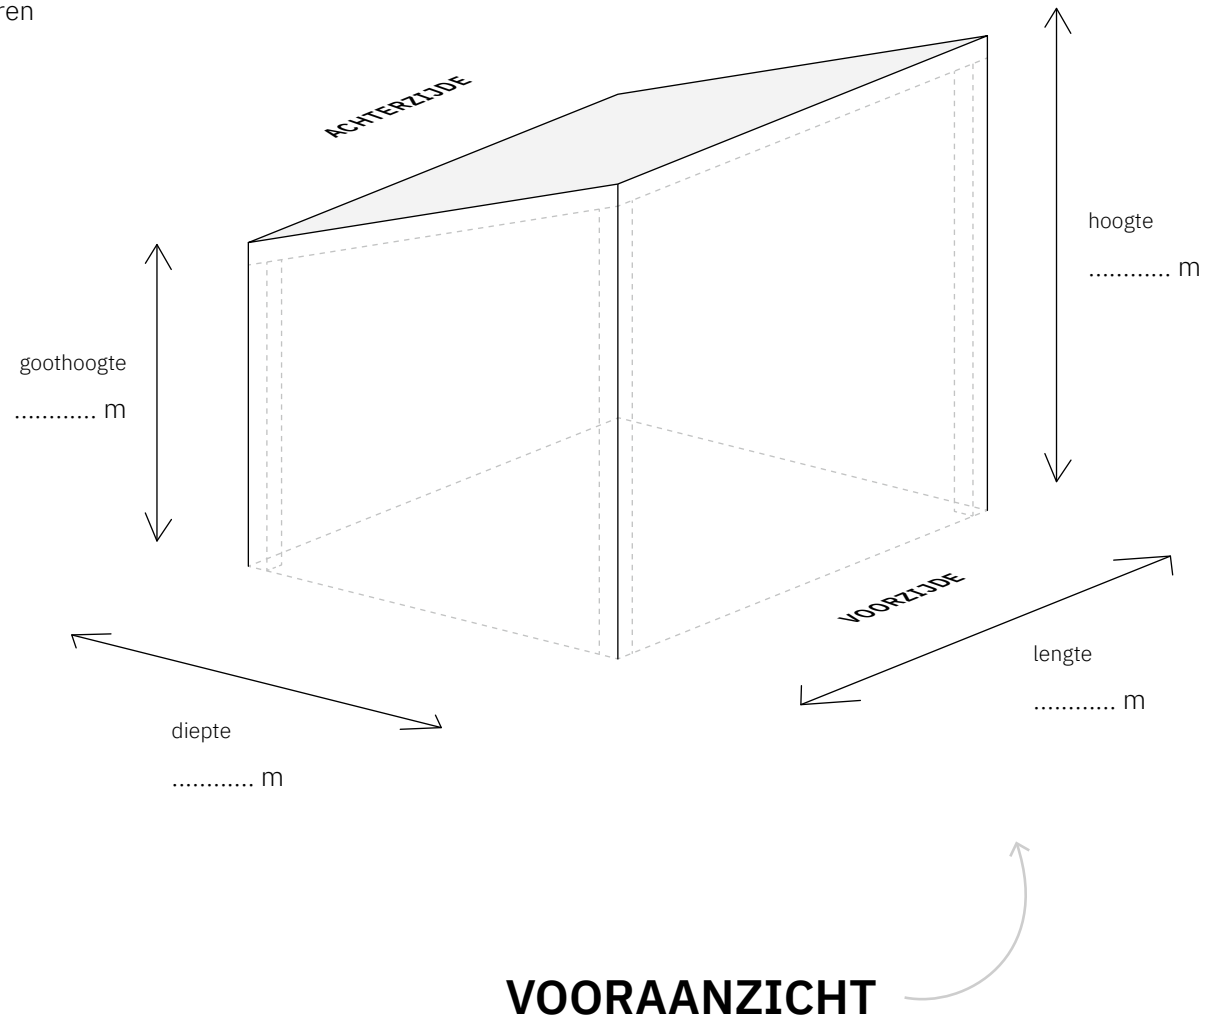 ren
ACHTERZIJDE
hoogte
............ m
goothoogte
............ m
VOORZIJDE
lengte
............ m
diepte
............ m
VOORAANZICHT